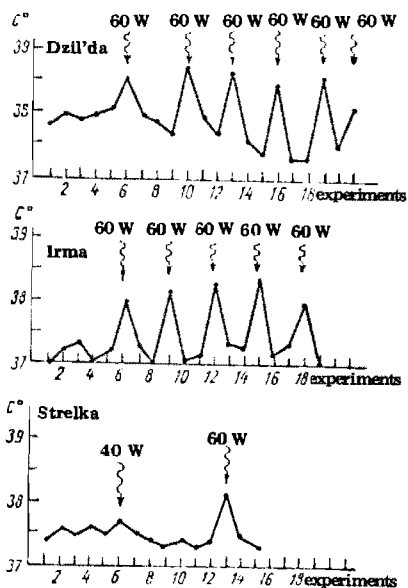 C° 60 W 60 W 60 W 60 W 60 W 60 W
Dzil'da
39
38
37
2 4 6 8 10 12 14 16 18 experiments
C°
39 60 W 60 W 60 W 60 W 60 W
Irma
38
37
2 4 6 8 10 12 14 16 18 experiments
C°
Strelka
39
40 W 60 W
38
37
2 4 6 8 10 12 14 16 18 experiments